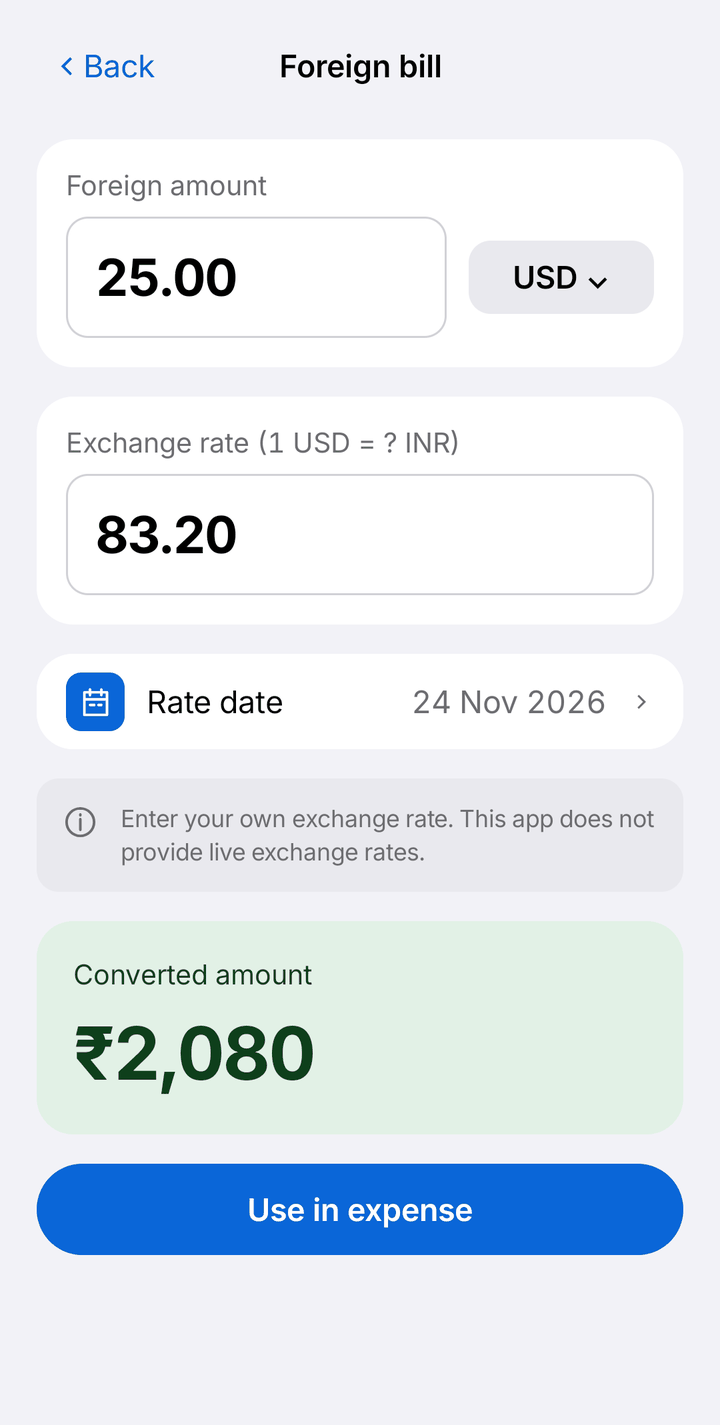 Back
Foreign bill
Foreign amount
25.00
USD
Exchange rate (1 USD = ? INR)
83.20
Rate date
24 Nov 2026
Enter your own exchange rate. This app does not
provide live exchange rates.
Converted amount
₹2,080
Use in expense